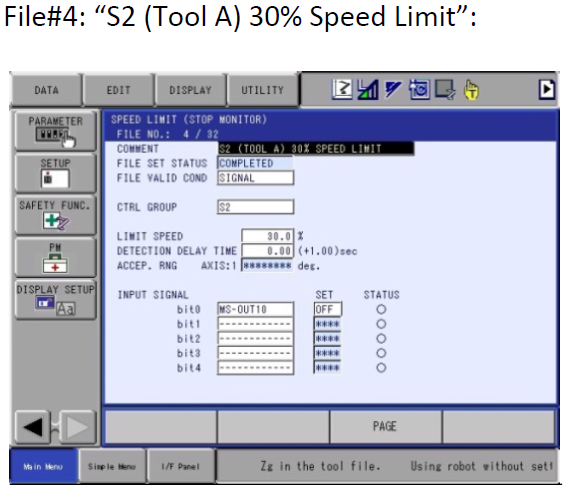 File#4: “S2 (Tool A) 30% Speed Limit”:
DATA EDIT DISPLAY UTILITY
PARAMETER
SETUP
SAFETY FUNC.
PM
DISPLAY SETUP
Aa
SPEED LIMIT (STOP MONITOR)
FILE NO.: 4 / 32
COMMENT S2 (TOOL A) 30% SPEED LIMIT
FILE SET STATUS COMPLETED
FILE VALID COND SIGNAL
CTRL GROUP S2
LIMIT SPEED 30.0 %
DETECTION DELAY TIME 0.00 (+1.00)sec
ACCEP. RNG AXIS:1 ******** deg.
INPUT SIGNAL SET STATUS
bit0 MS-OUT10 OFF
bit1 ------------ ****
bit2 ------------ ****
bit3 ------------ ****
bit4 ------------ ****
PAGE
Main Menu Simple Menu I/F Panel Zg in the tool file. Using robot without sett